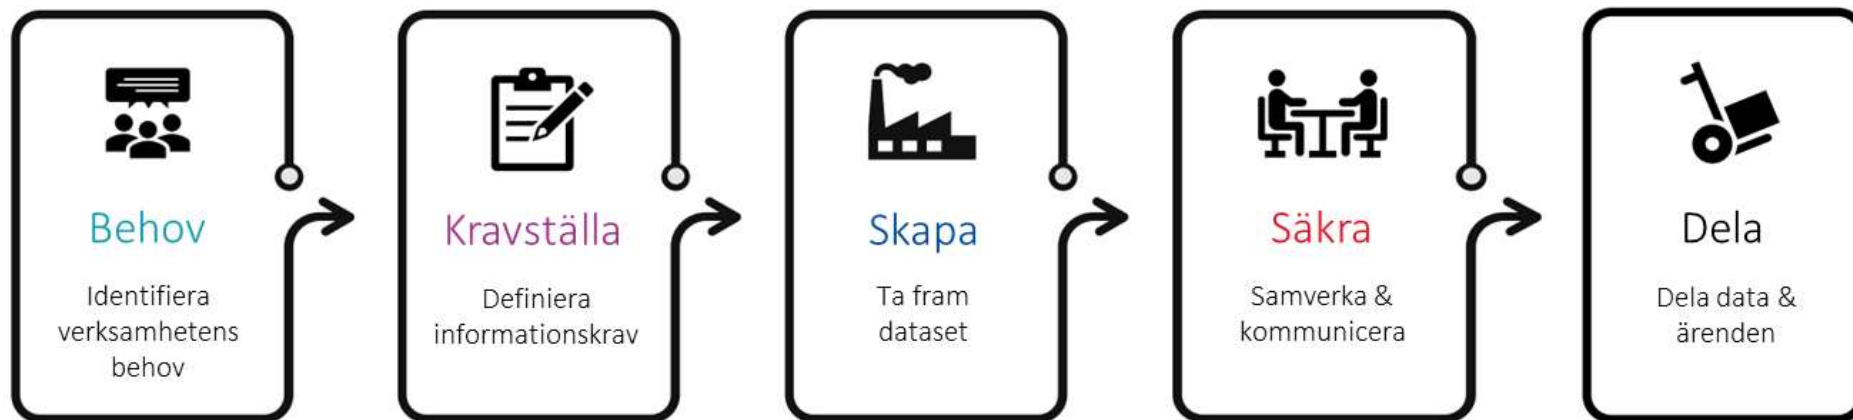 Behov
Identifiera
verksamhetens
behov
Kravställa
Definiera
informationskrav
Skapa
Ta fram
dataset
Säkra
Samverka &
kommunicera
Dela
Dela data &
ärenden